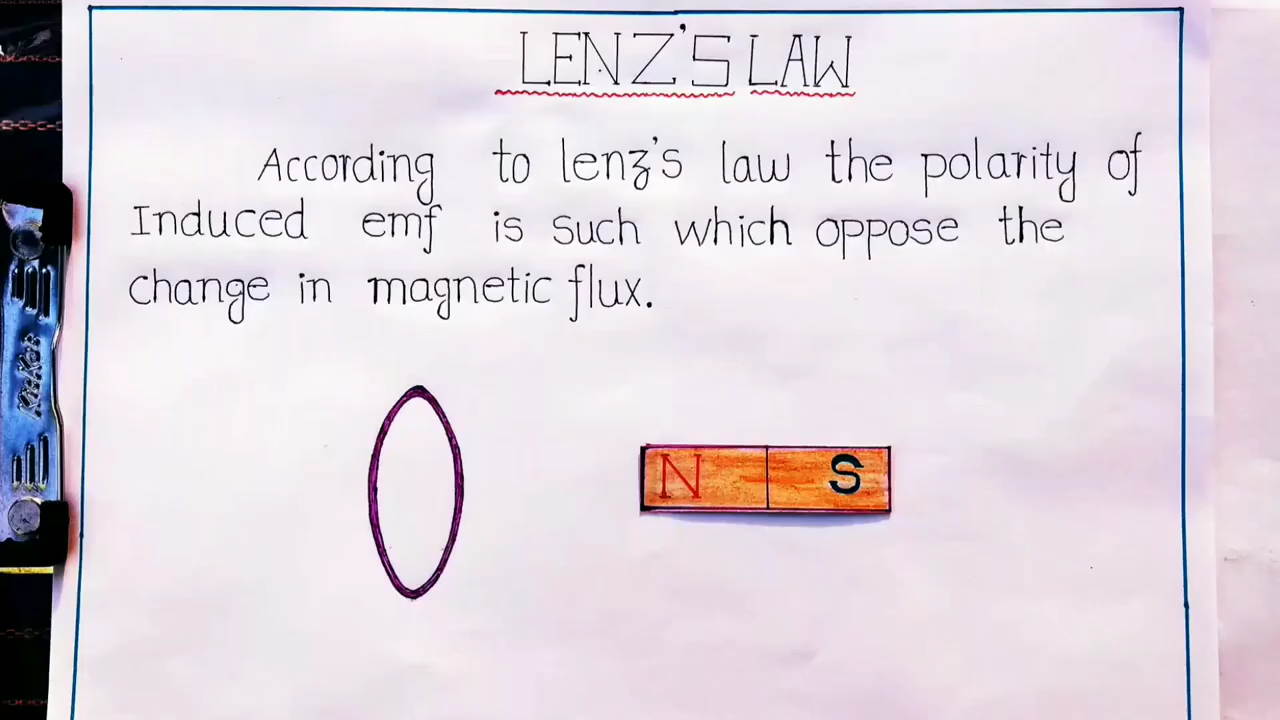 LENZ'S LAW
According to lenz's law the polarity of
Induced emf is such which oppose the
change in magnetic flux.
N S